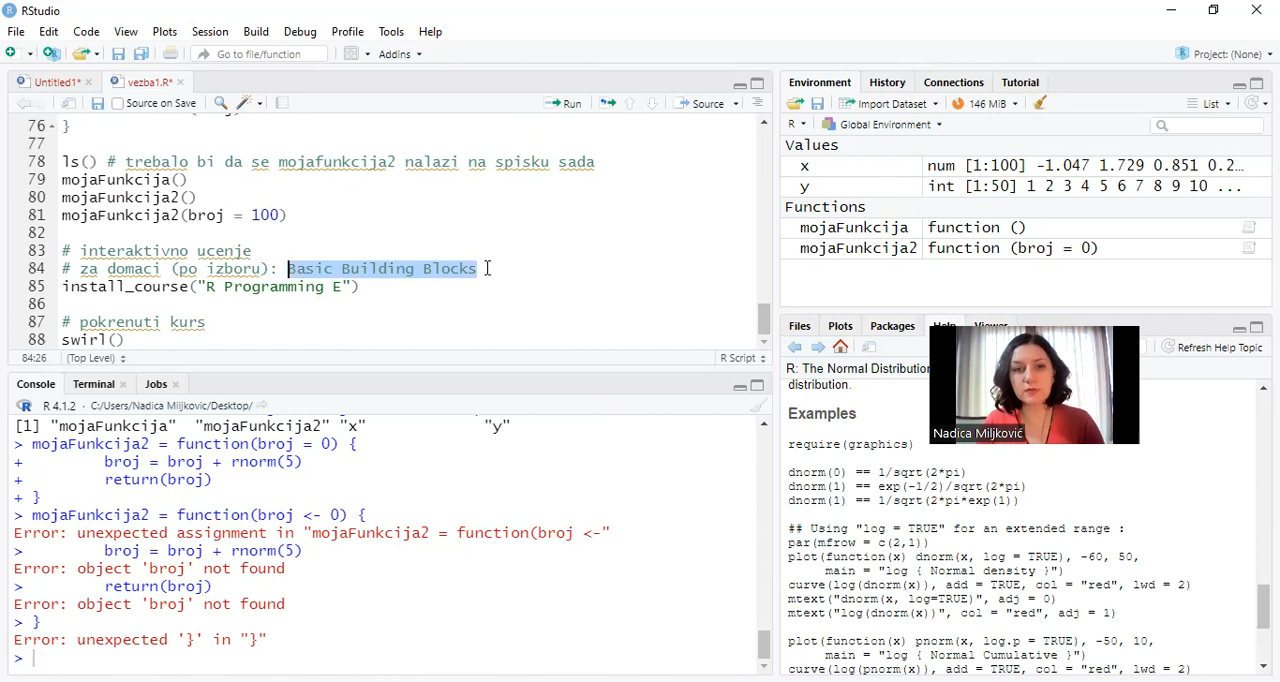 RStudio
File Edit Code View Plots Session Build Debug Profile Tools Help
Go to file/function Addins Project: (None)
Untitled1* vezba1.R*
Source on Save Run Source
76 }
77
78 ls() # trebalo bi da se mojafunkcija2 nalazi na spisku sada
79 mojaFunkcija()
80 mojaFunkcija2()
81 mojaFunkcija2(broj = 100)
82
83 # interaktivno ucenje
84 # za domaci (po izboru): Basic Building Blocks
85 install_course("R Programming E")
86
87 # pokrenuti kurs
88 swirl()
84:26 (Top Level) R Script
Console Terminal Jobs
R 4.1.2 · C:/Users/Nadica Miljkovic/Desktop/
[1] "mojaFunkcija" "mojaFunkcija2" "x" "y"
> mojaFunkcija2 = function(broj = 0) {
+ broj = broj + rnorm(5)
+ return(broj)
+ }
> mojaFunkcija2 = function(broj <- 0) {
Error: unexpected assignment in "mojaFunkcija2 = function(broj <-"
> broj = broj + rnorm(5)
Error: object 'broj' not found
> return(broj)
Error: object 'broj' not found
> }
Error: unexpected '}' in "}"
>
Environment History Connections Tutorial
Import Dataset 146 MiB List
R Global Environment
Values
x num [1:100] -1.047 1.729 0.851 0.2...
y int [1:50] 1 2 3 4 5 6 7 8 9 10 ...
Functions
mojaFunkcija function ()
mojaFunkcija2 function (broj = 0)
Files Plots Packages Help Viewer
Refresh Help Topic
R: The Normal Distribution
distribution.
Examples
require(graphics)
dnorm(0) == 1/sqrt(2*pi)
dnorm(1) == exp(-1/2)/sqrt(2*pi)
dnorm(1) == 1/sqrt(2*pi*exp(1))
## Using "log = TRUE" for an extended range :
par(mfrow = c(2,1))
plot(function(x) dnorm(x, log = TRUE), -60, 50,
main = "log { Normal density }")
curve(log(dnorm(x)), add = TRUE, col = "red", lwd = 2)
mtext("dnorm(x, log=TRUE)", adj = 0)
mtext("log(dnorm(x))", col = "red", adj = 1)
plot(function(x) pnorm(x, log.p = TRUE), -50, 10,
main = "log { Normal Cumulative }")
curve(log(pnorm(x)), add = TRUE, col = "red", lwd = 2)
Nadica Miljković